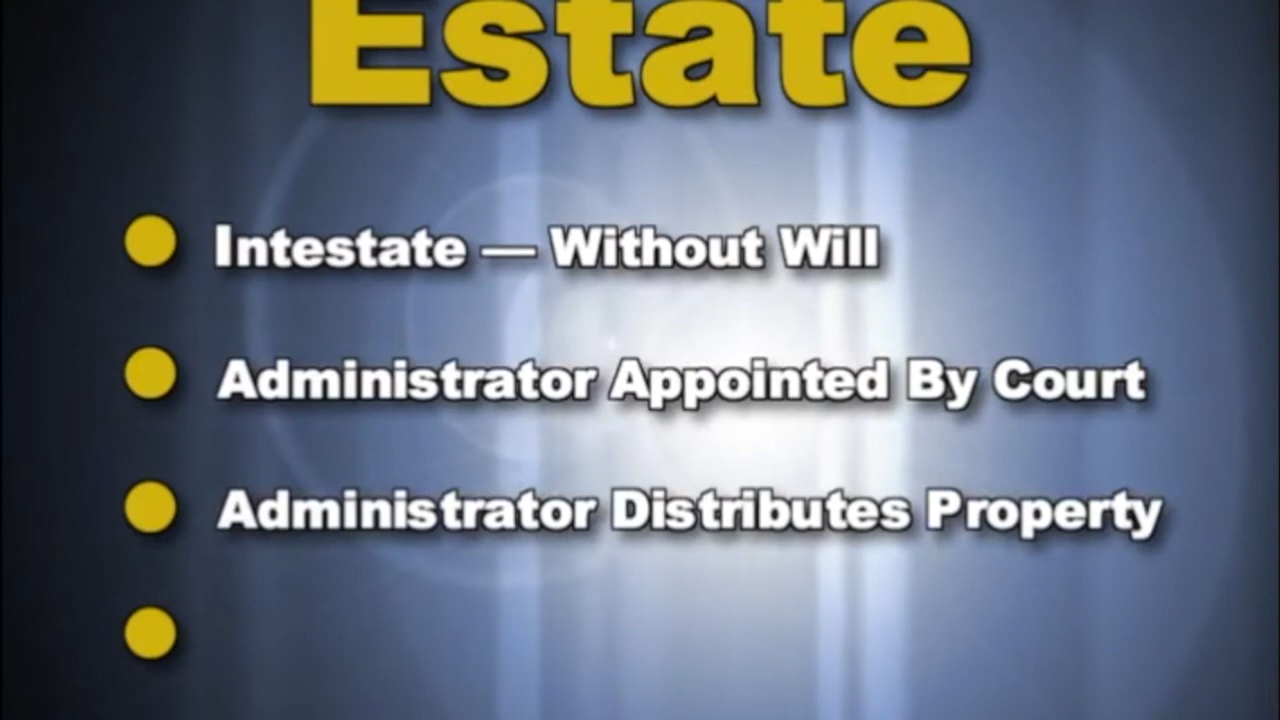 Estate
Intestate — Without Will
Administrator Appointed By Court
Administrator Distributes Property